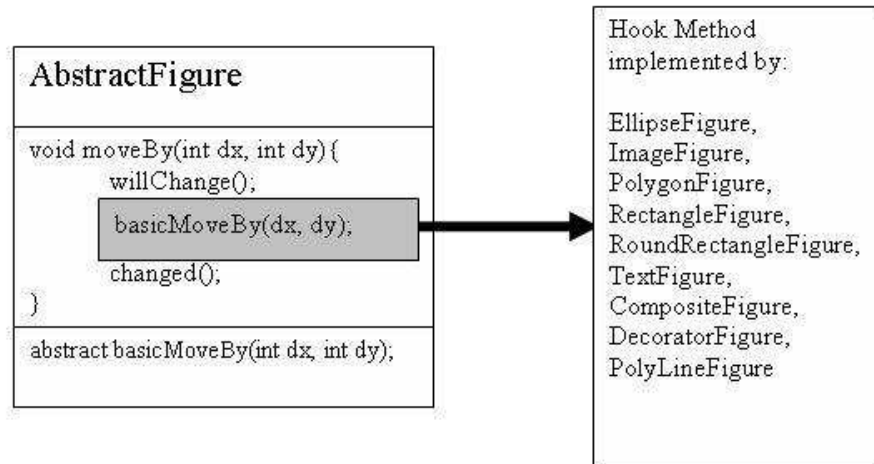 AbstractFigure
void moveBy(int dx, int dy){
willChange();
basicMoveBy(dx, dy);
changed();
}
abstract basicMoveBy(int dx, int dy);
Hook Method
implemented by:
EllipseFigure,
ImageFigure,
PolygonFigure,
RectangleFigure,
RoundRectangleFigure,
TextFigure,
CompositeFigure,
DecoratorFigure,
PolyLineFigure